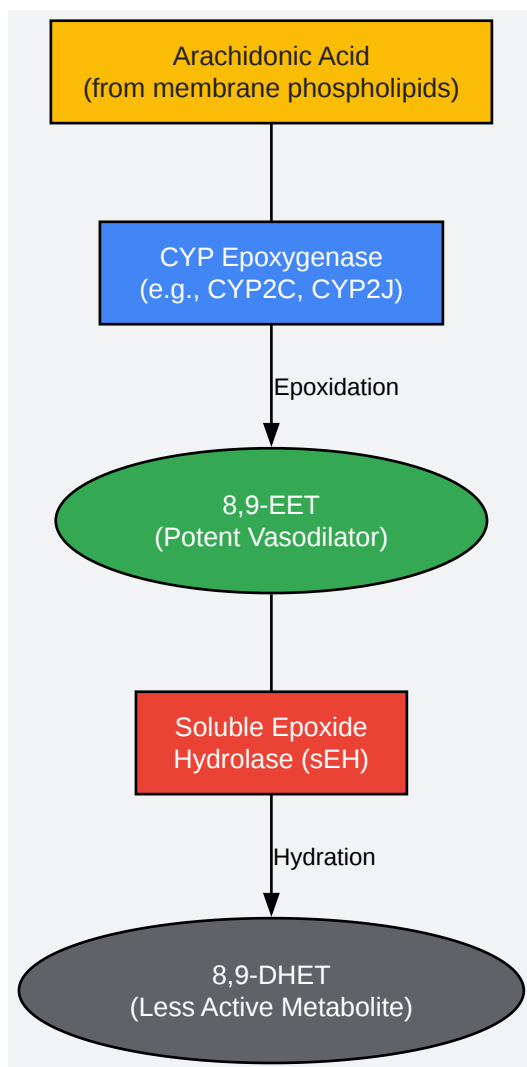 Arachidonic Acid
(from membrane phospholipids)
CYP Epoxygenase
(e.g., CYP2C, CYP2J)
Epoxidation
8,9-EET
(Potent Vasodilator)
Soluble Epoxide
Hydrolase (sEH)
Hydration
8,9-DHET
(Less Active Metabolite)